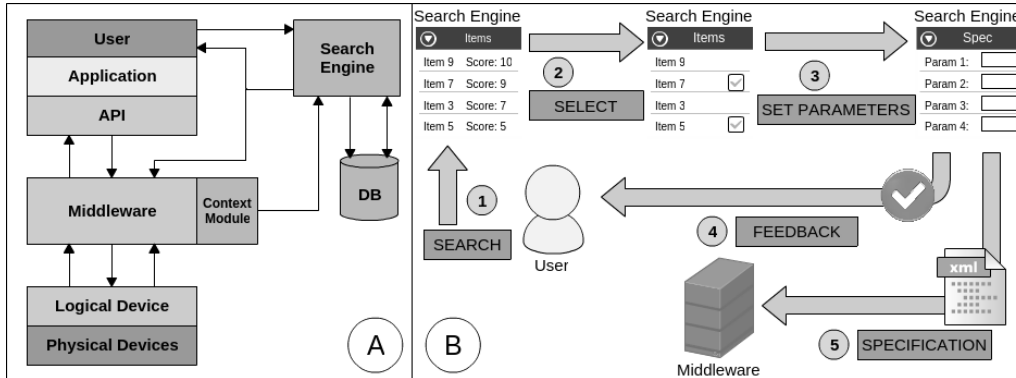 User
Application
API
Search
Engine
Middleware
Context
Module
DB
Logical Device
Physical Devices
A
Search Engine
Items
Item 9 Score: 10
Item 7 Score: 9
Item 3 Score: 7
Item 5 Score: 5
2
SELECT
Search Engine
Items
Item 9
Item 7
Item 3
Item 5
3
SET PARAMETERS
Search Engine
Spec
Param 1:
Param 2:
Param 3:
Param 4:
1
SEARCH
User
4
FEEDBACK
xml
Middleware
5
SPECIFICATION
B